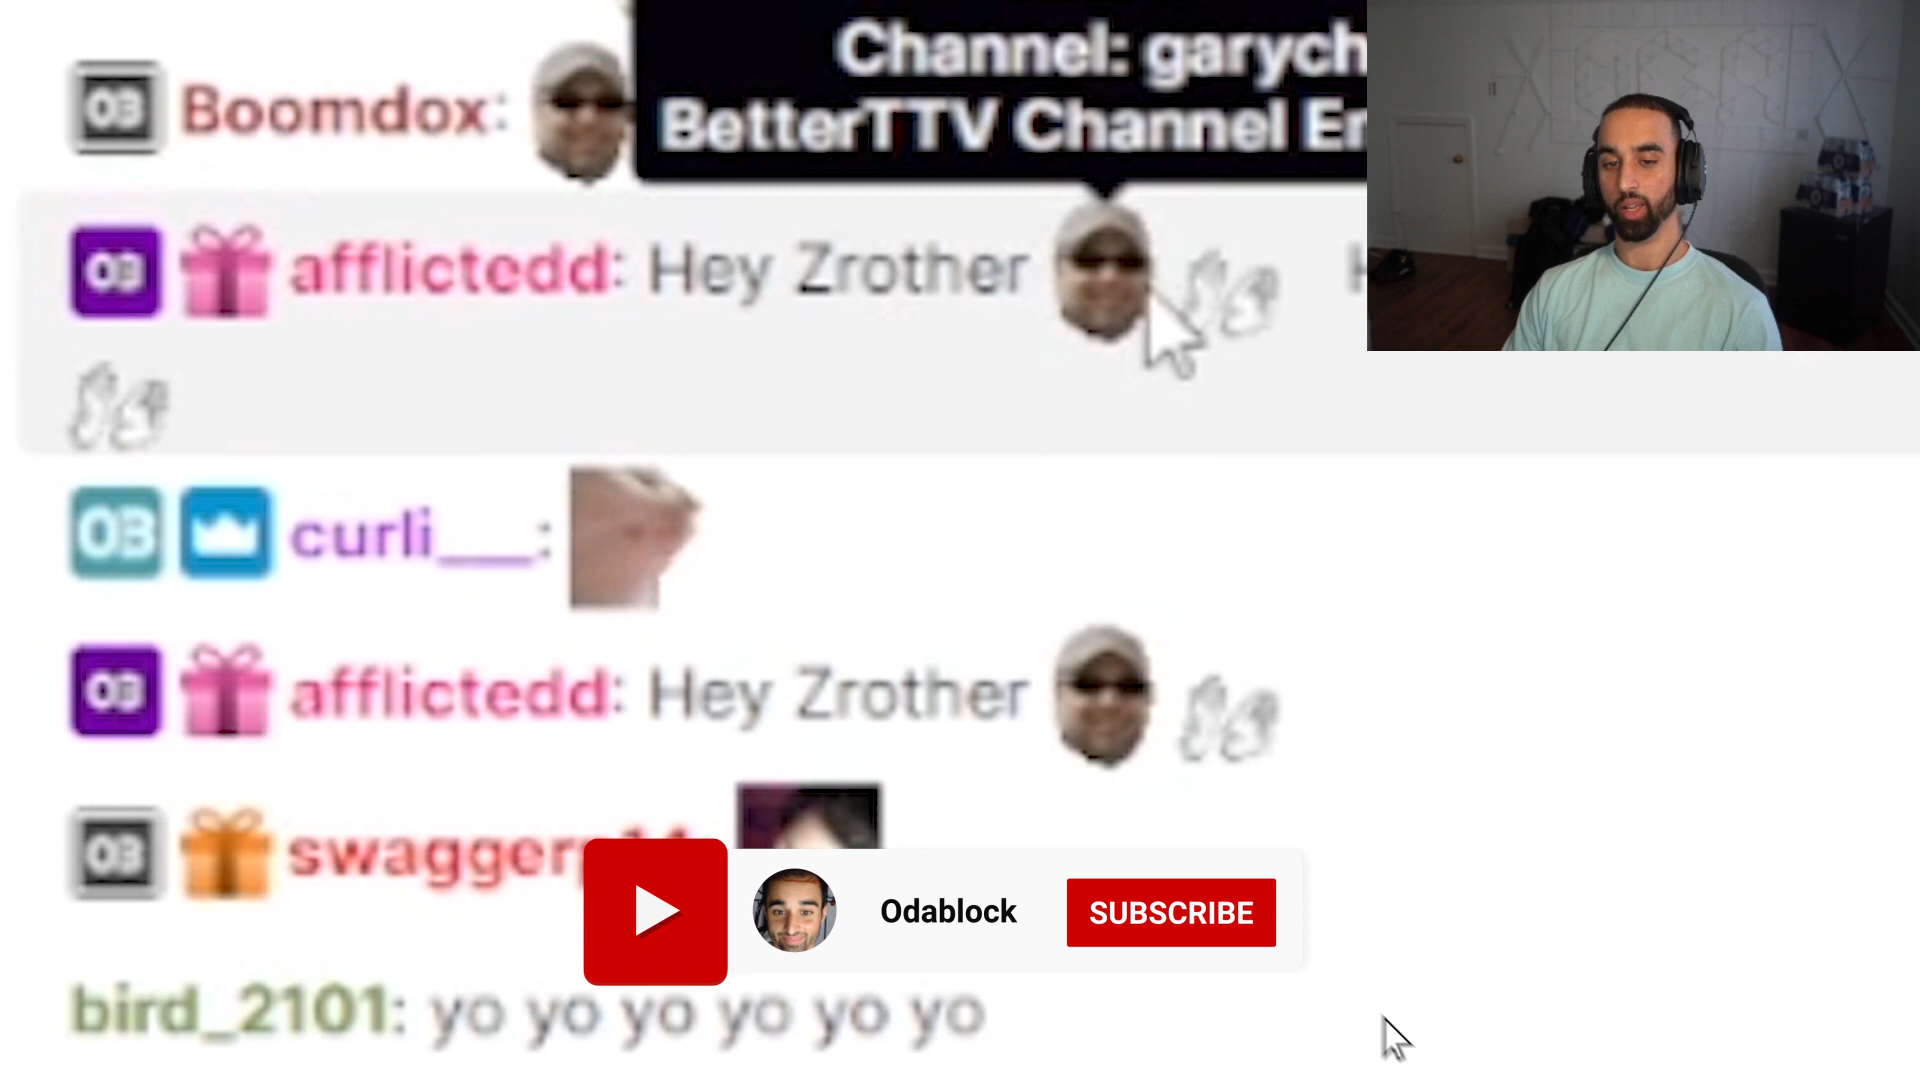 Channel: garych
BetterTTV Channel Em
03 Boomdox:
03 afflictedd: Hey Zrother
03 curli___:
03 afflictedd: Hey Zrother
03 swagger
Odablock
SUBSCRIBE
bird_2101: yo yo yo yo yo yo